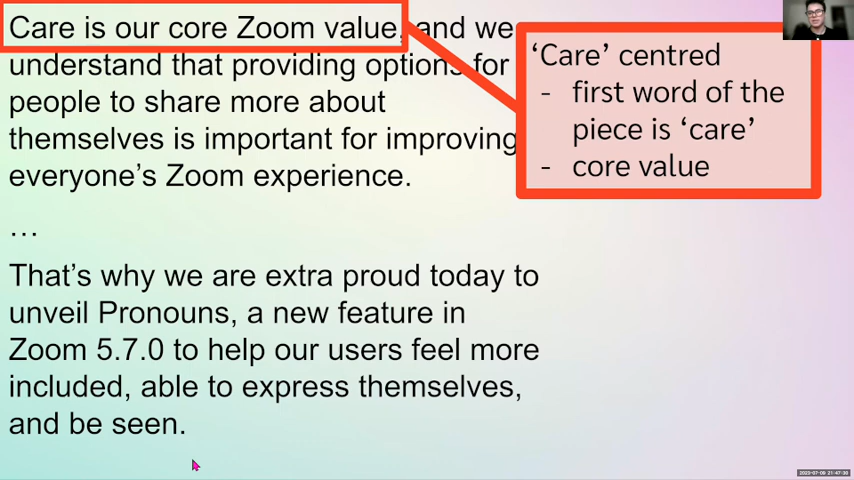 Care is our core Zoom value, and we
understand that providing options for
people to share more about
themselves is important for improving
everyone’s Zoom experience.
…
That’s why we are extra proud today to
unveil Pronouns, a new feature in
Zoom 5.7.0 to help our users feel more
included, able to express themselves,
and be seen.
‘Care’ centred
- first word of the
piece is ‘care’
- core value